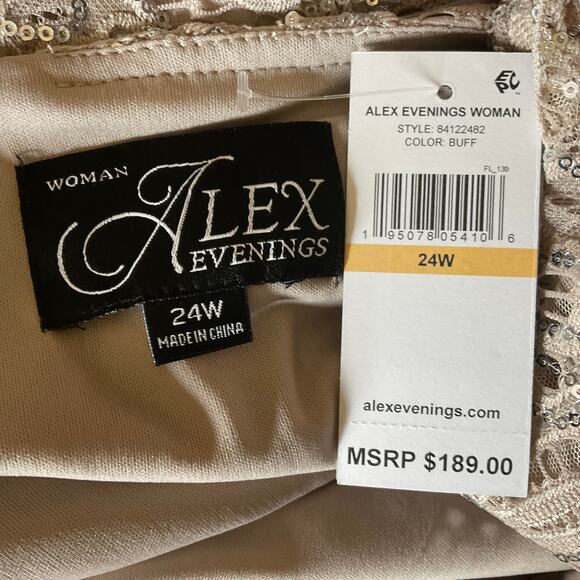 WOMAN
ALEX
EVENINGS
24W
MADE IN CHINA
EPC
ALEX EVENINGS WOMAN
STYLE: 84122482
COLOR: BUFF
FL_139
1 95078 05410 6
24W
alexevenings.com
MSRP $189.00